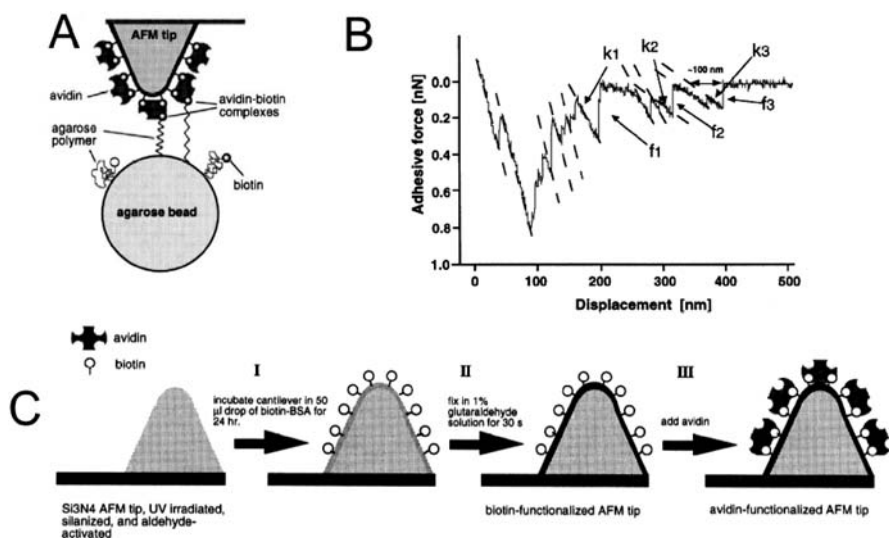 A
AFM tip
avidin
avidin-biotin
complexes
agarose
polymer
biotin
agarose bead
B
k1
k2
k3
~100 nm
f1
f2
f3
Adhesive force [nN]
0.0
0.2
0.4
0.6
0.8
1.0
0
100
200
300
400
500
Displacement [nm]
avidin
biotin
C
I
incubate cantilever in 50
µl drop of biotin-BSA for
24 hr.
II
fix in 1%
glutaraldehyde
solution for 30 s
III
add avidin
Si3N4 AFM tip, UV irradiated,
silanized, and aldehyde-
activated
biotin-functionalized AFM tip
avidin-functionalized AFM tip